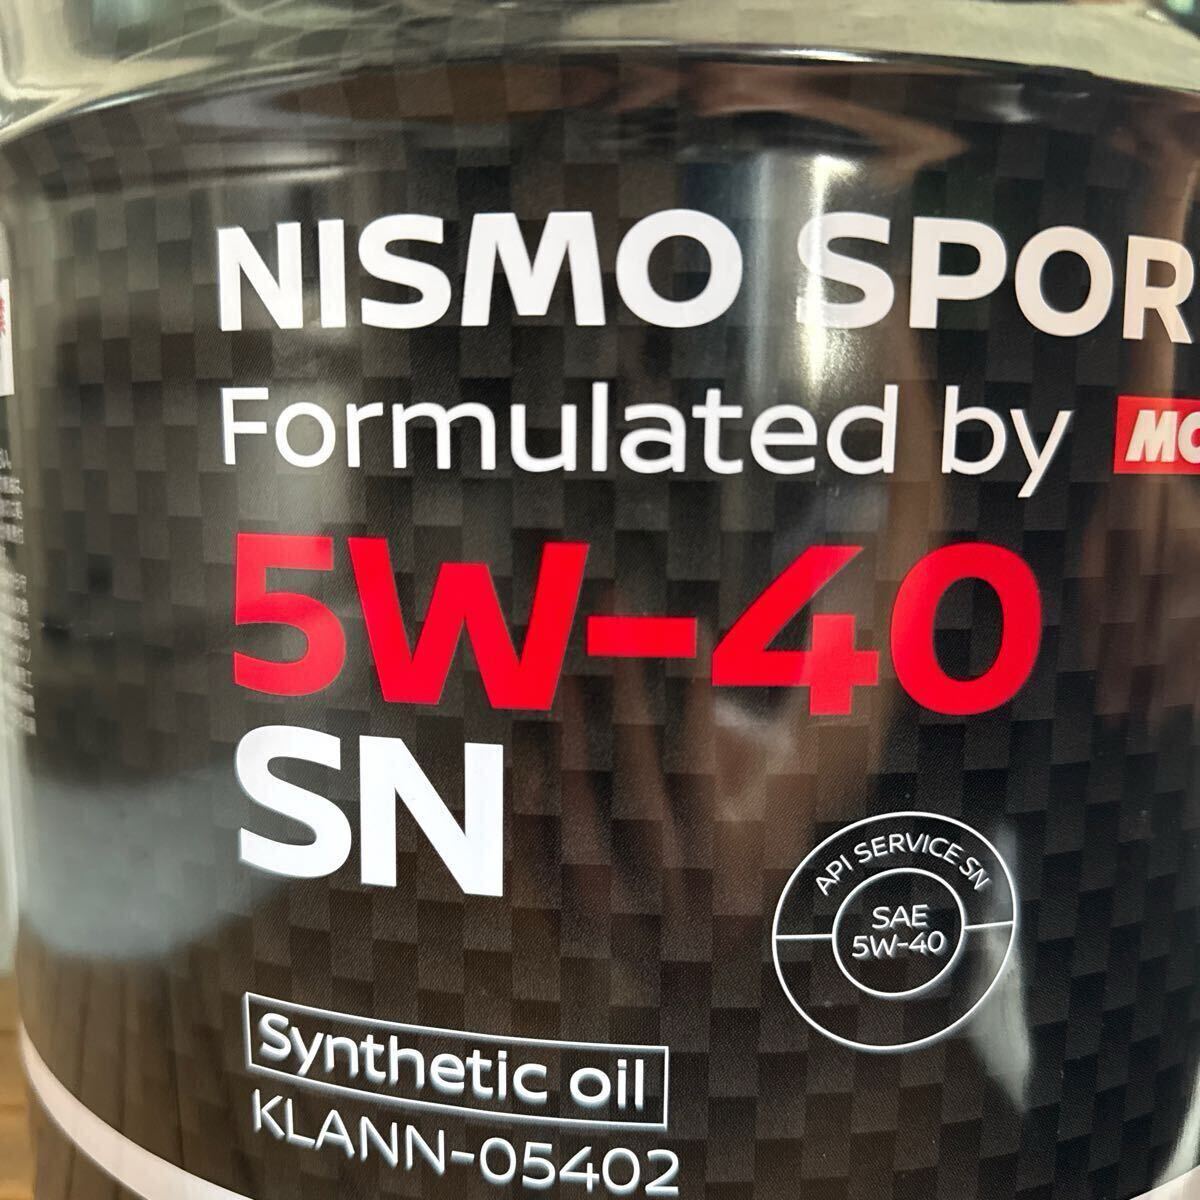 NISMO SPOR
Formulated by MO
5W-40
SN
API SERVICE SN
SAE
5W-40
Synthetic oil
KLANN-05402